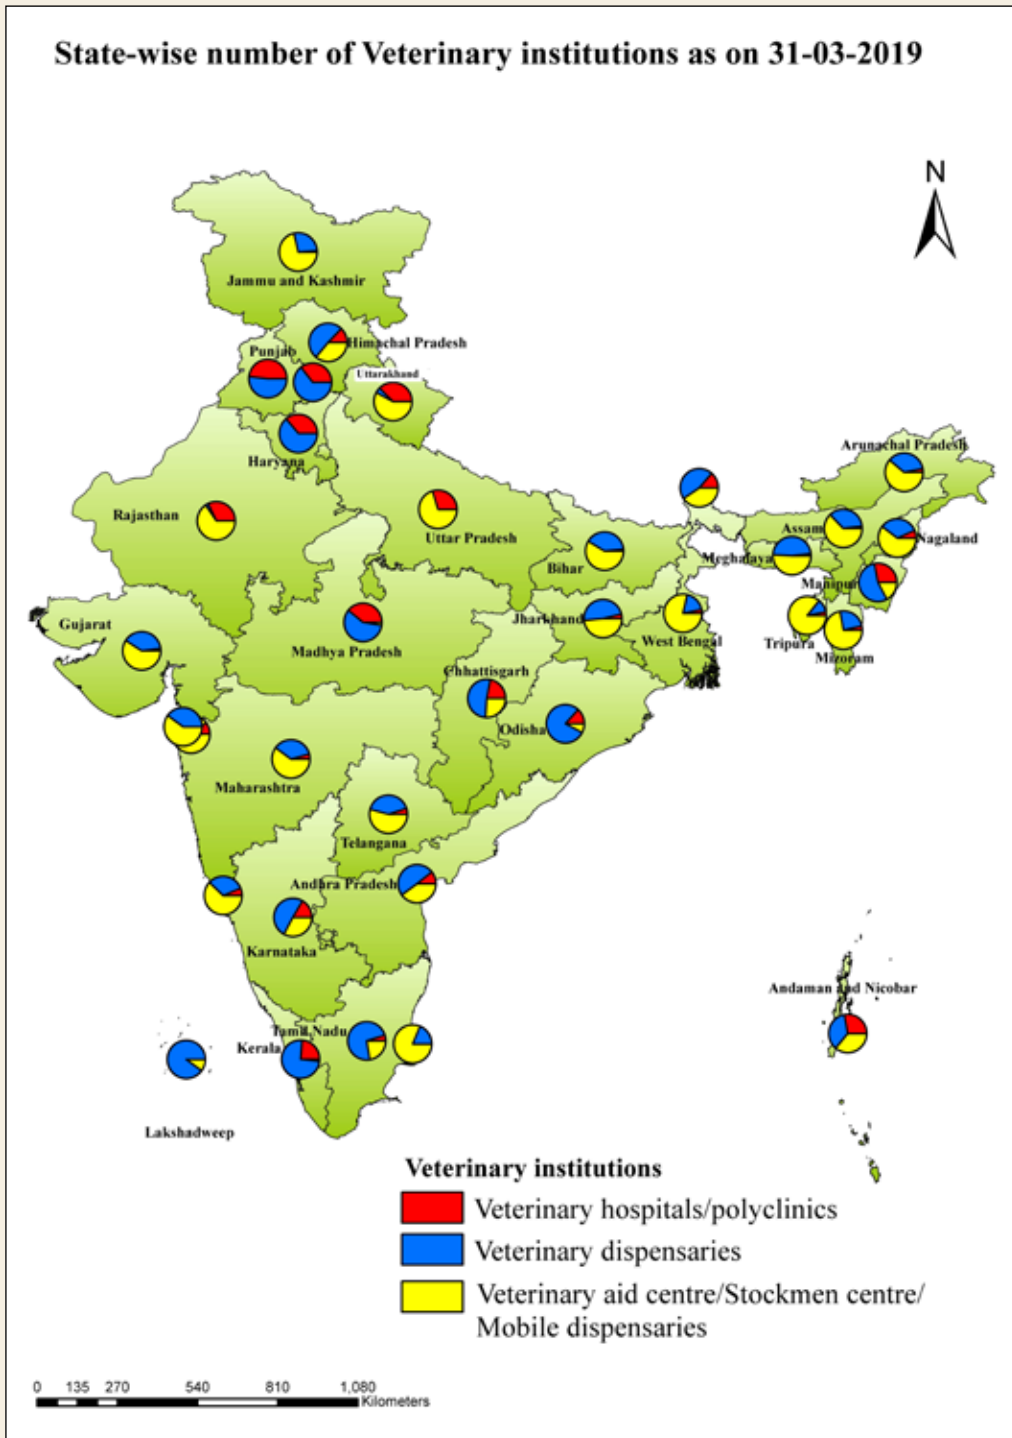 State-wise number of Veterinary institutions as on 31-03-2019
N
Jammu and Kashmir
Himachal Pradesh
Punjab
Uttarakhand
Haryana
Arunachal Pradesh
Rajasthan
Uttar Pradesh
Assam
Nagaland
Bihar
Meghalaya
Manipur
Gujarat
Jharkhand
West Bengal
Tripura
Mizoram
Madhya Pradesh
Chhattisgarh
Odisha
Maharashtra
Telangana
Andhra Pradesh
Karnataka
Andaman and Nicobar
Tamil Nadu
Kerala
Lakshadweep
Veterinary institutions
Veterinary hospitals/polyclinics
Veterinary dispensaries
Veterinary aid centre/Stockmen centre/
Mobile dispensaries
0 135 270 540 810 1,080
Kilometers